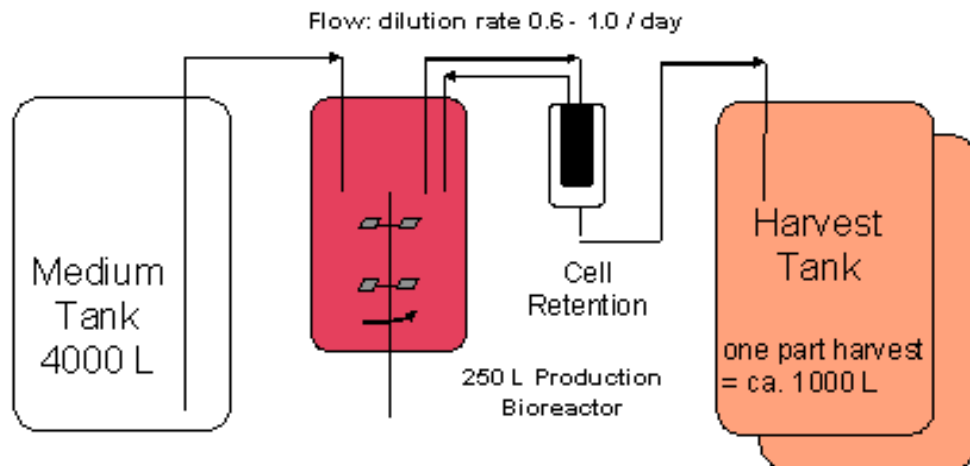 Flow: dilution rate 0.6 - 1.0 / day
Medium
Tank
4000 L
Cell
Retention
250 L Production
Bioreactor
Harvest
Tank
one part harvest
= ca. 1000 L